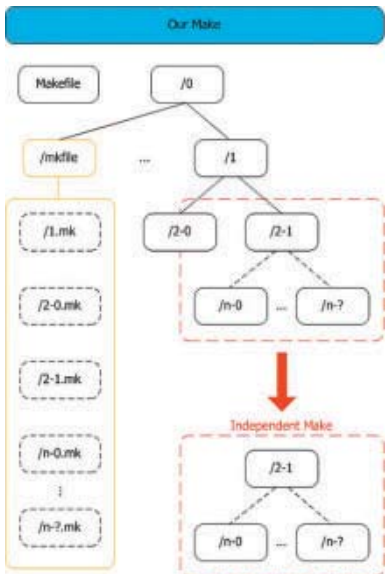 Our Make
Makefile
/0
/mkfile
...
/1
/1.mk
/2-0
/2-1
/2-0.mk
/n-0
...
/n-?
/2-1.mk
Independent Make
/n-0.mk
/2-1
⋮
/n-?.mk
/n-0
...
/n-?